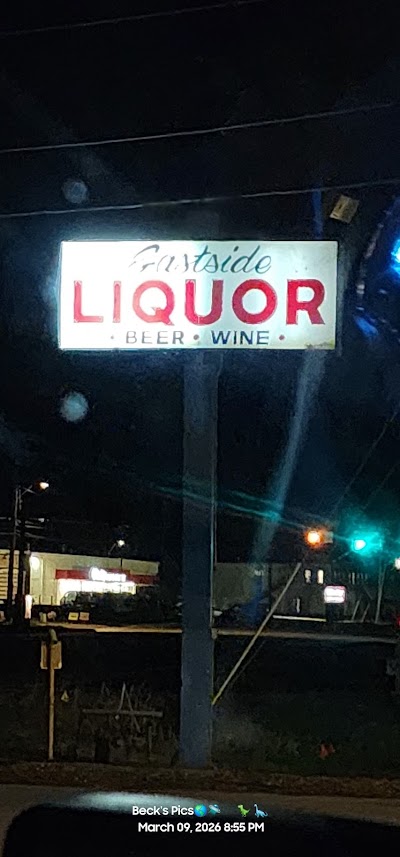 Eastside
LIQUOR
· BEER · WINE ·
Beck's Pics🌎🛸 🦖🦕
March 09, 2026 8:55 PM